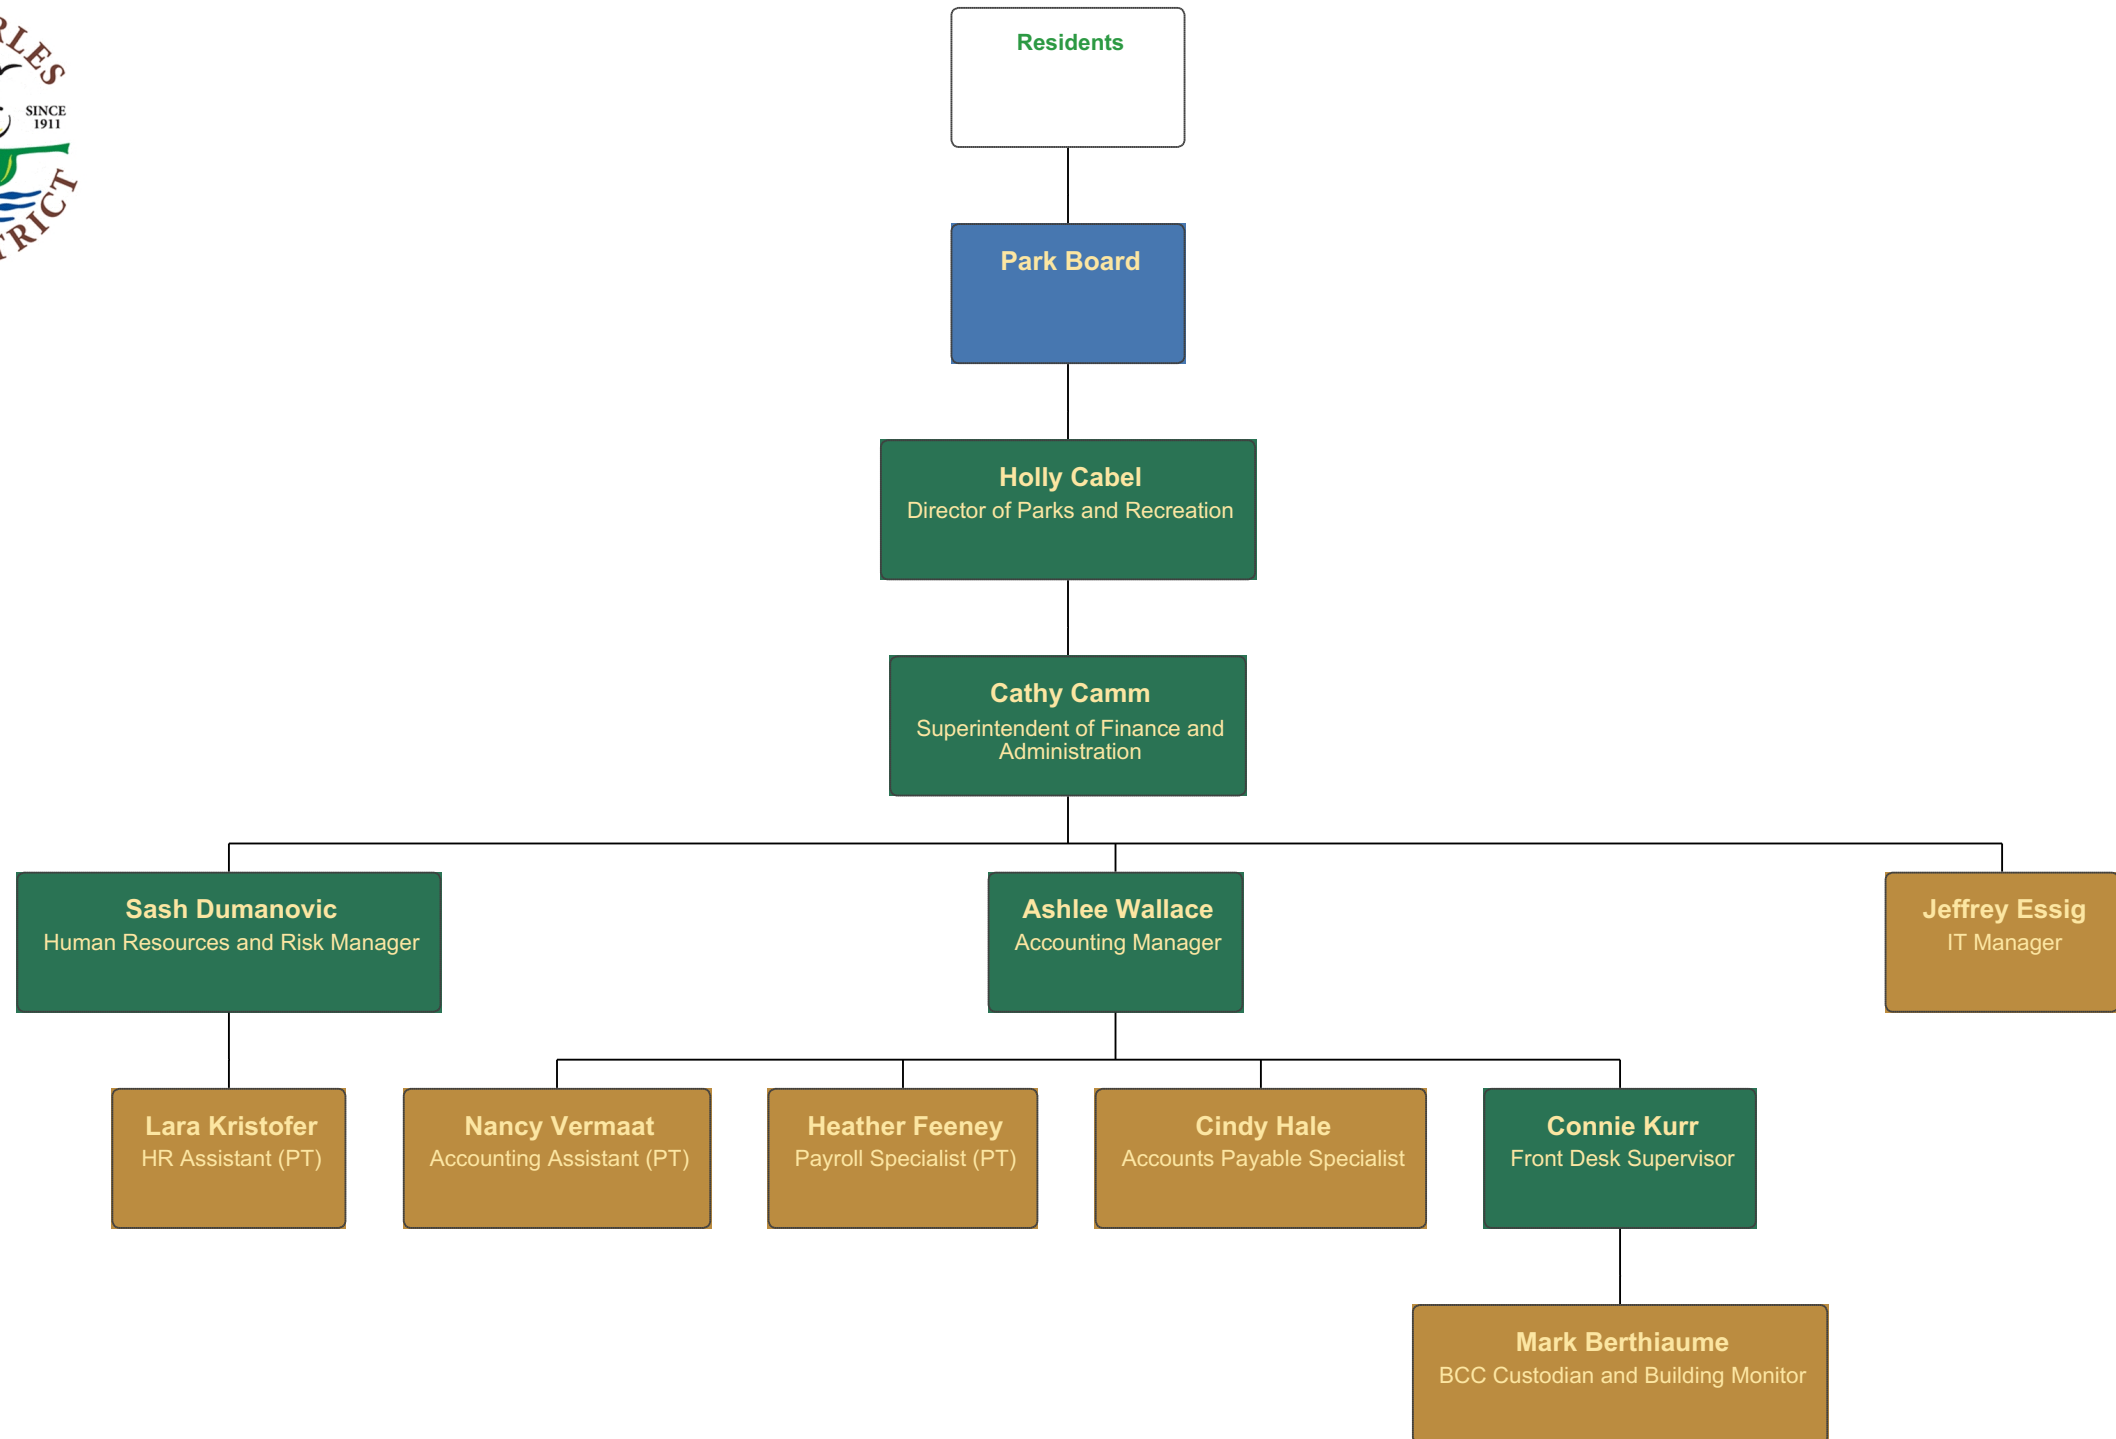 SINCE
1911
Residents
Park Board
Holly Cabel
Director of Parks and Recreation
Cathy Camm
Superintendent of Finance and
Administration
Sash Dumanovic
Human Resources and Risk Manager
Ashlee Wallace
Accounting Manager
Jeffrey Essig
IT Manager
Lara Kristofer
HR Assistant (PT)
Nancy Vermaat
Accounting Assistant (PT)
Heather Feeney
Payroll Specialist (PT)
Cindy Hale
Accounts Payable Specialist
Connie Kurr
Front Desk Supervisor
Mark Berthiaume
BCC Custodian and Building Monitor